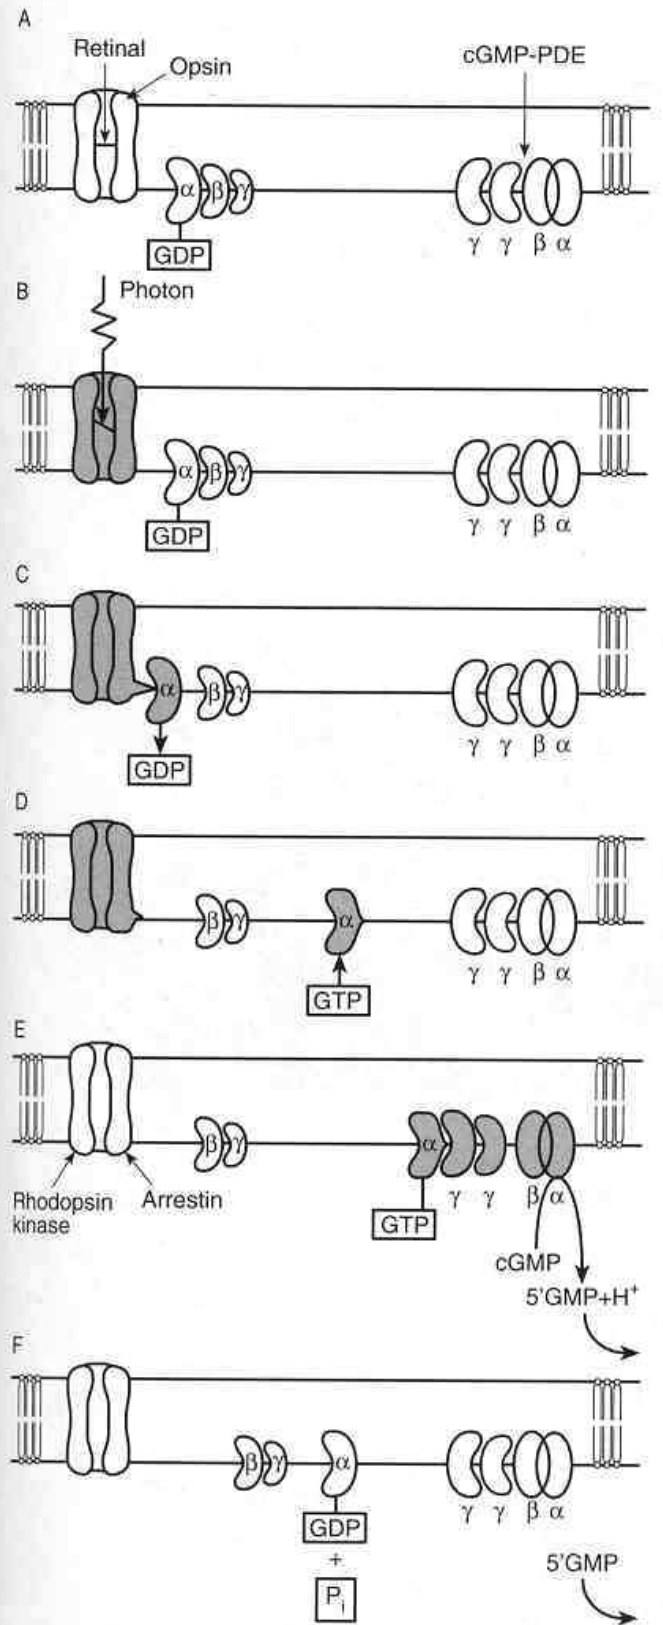 A
Retinal
Opsin
cGMP-PDE
α β γ
GDP
γ γ β α
B
Photon
α β γ
GDP
γ γ β α
C
α β γ
GDP
γ γ β α
D
β γ α
GTP
γ γ β α
E
β γ α
Rhodopsin
kinase
Arrestin
GTP
γ γ β α
cGMP
5'GMP+H⁺
F
β γ α
GDP
+
Pᵢ
γ γ β α
5'GMP